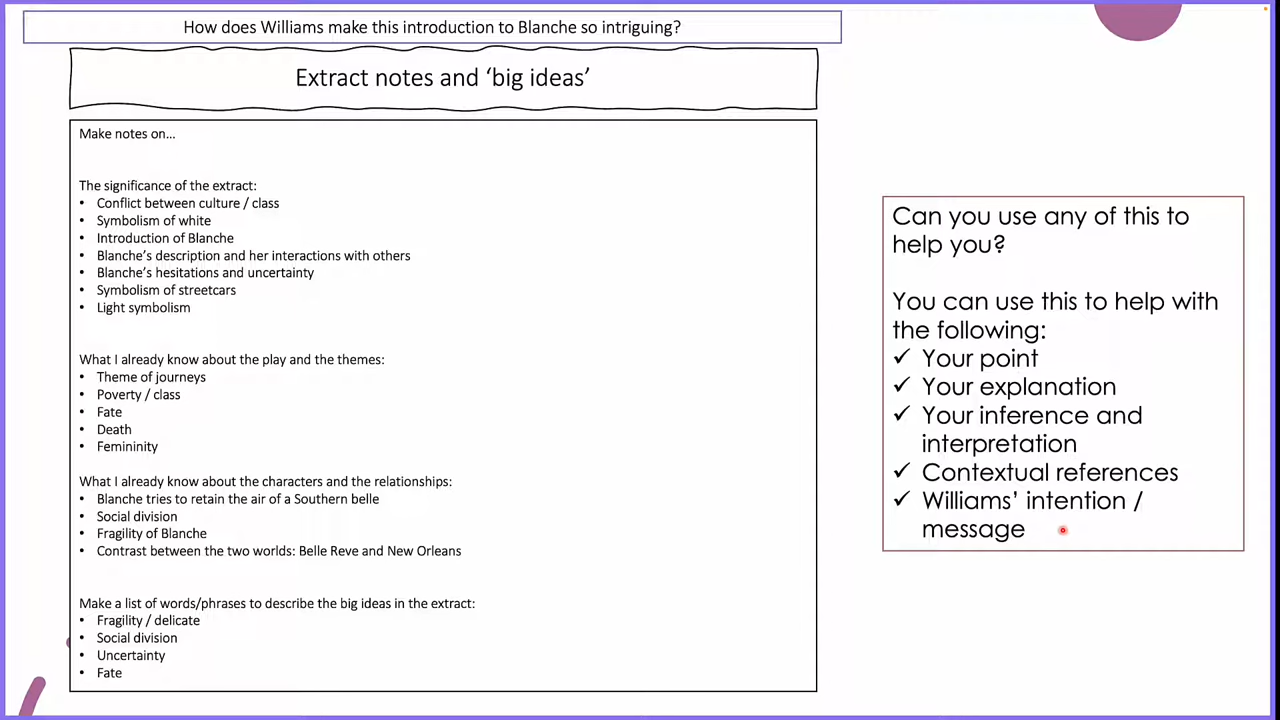 How does Williams make this introduction to Blanche so intriguing?
Extract notes and ‘big ideas’
Make notes on…
The significance of the extract:
• Conflict between culture / class
• Symbolism of white
• Introduction of Blanche
• Blanche’s description and her interactions with others
• Blanche’s hesitations and uncertainty
• Symbolism of streetcars
• Light symbolism
What I already know about the play and the themes:
• Theme of journeys
• Poverty / class
• Fate
• Death
• Femininity
What I already know about the characters and the relationships:
• Blanche tries to retain the air of a Southern belle
• Social division
• Fragility of Blanche
• Contrast between the two worlds: Belle Reve and New Orleans
Make a list of words/phrases to describe the big ideas in the extract:
• Fragility / delicate
• Social division
• Uncertainty
• Fate
Can you use any of this to
help you?
You can use this to help with
the following:
✓ Your point
✓ Your explanation
✓ Your inference and
interpretation
✓ Contextual references
✓ Williams’ intention /
message